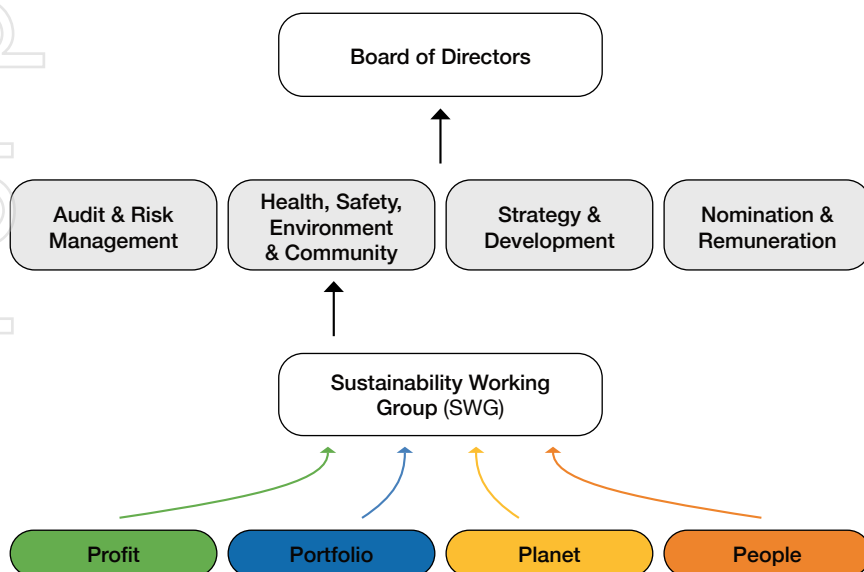 Board of Directors
Audit & Risk
Management
Health, Safety,
Environment
& Community
Strategy &
Development
Nomination &
Remuneration
Sustainability Working
Group (SWG)
Profit
Portfolio
Planet
People